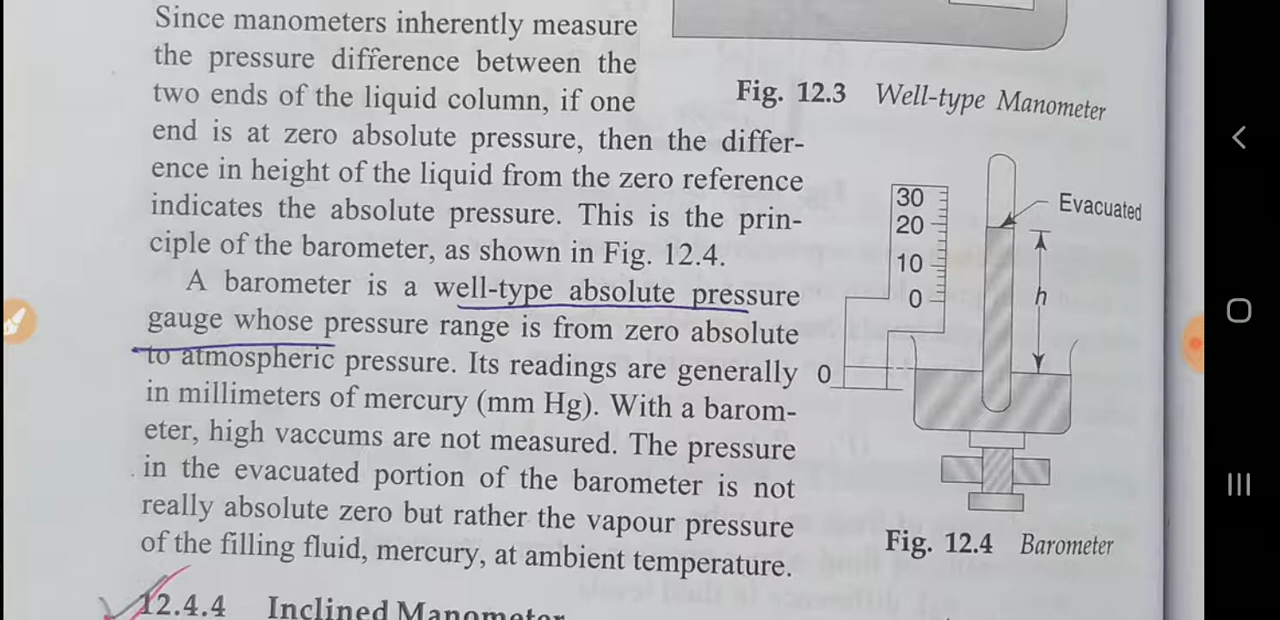 Since manometers inherently measure
the pressure difference between the
two ends of the liquid column, if one
end is at zero absolute pressure, then the differ-
ence in height of the liquid from the zero reference
indicates the absolute pressure. This is the prin-
ciple of the barometer, as shown in Fig. 12.4.
A barometer is a well-type absolute pressure
gauge whose pressure range is from zero absolute
to atmospheric pressure. Its readings are generally
in millimeters of mercury (mm Hg). With a barom-
eter, high vaccums are not measured. The pressure
in the evacuated portion of the barometer is not
really absolute zero but rather the vapour pressure
of the filling fluid, mercury, at ambient temperature.
12.4.4 Inclined Manometer
Fig. 12.3 Well-type Manometer
30
20
10
0
Evacuated
h
0
Fig. 12.4 Barometer